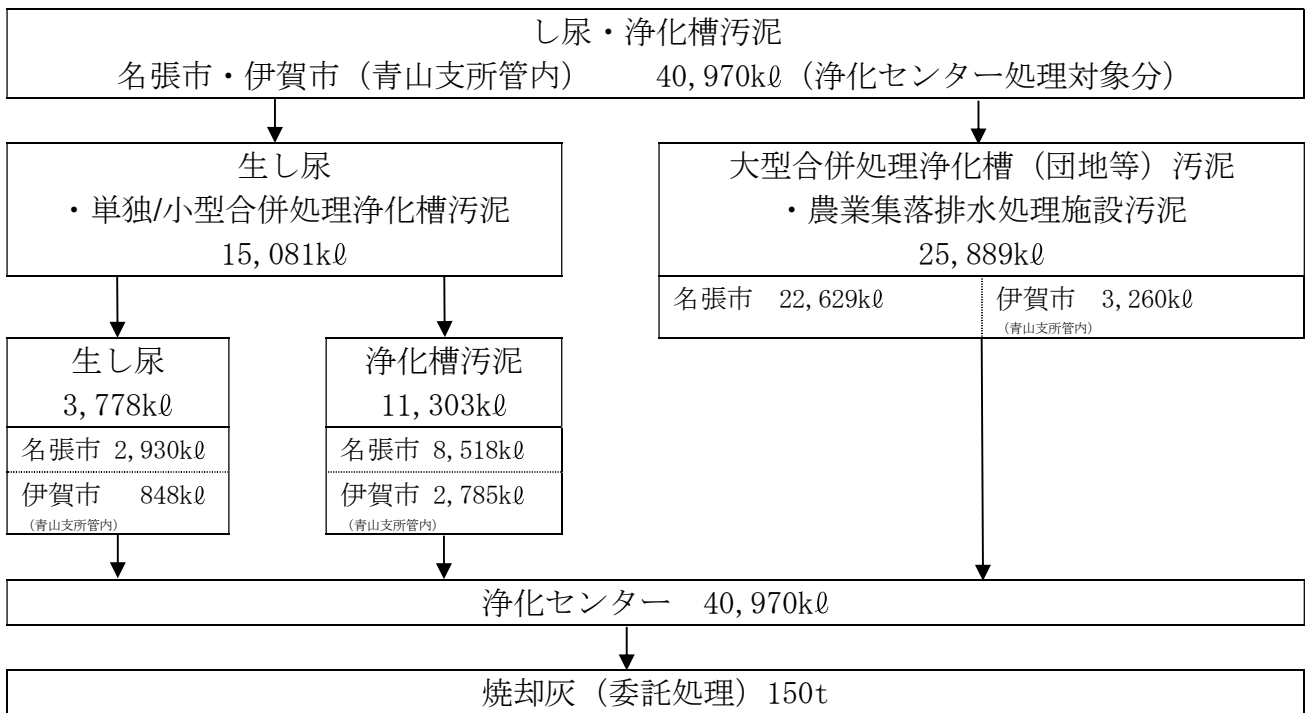 し尿・浄化槽汚泥
名張市・伊賀市（青山支所管内）　　40,970kℓ（浄化センター処理対象分）
生し尿
・単独/小型合併処理浄化槽汚泥
15,081kℓ
大型合併処理浄化槽（団地等）汚泥
・農業集落排水処理施設汚泥
25,889kℓ
名張市　22,629kℓ
伊賀市　3,260kℓ
（青山支所管内）
生し尿
3,778kℓ
名張市 2,930kℓ
伊賀市　848kℓ
（青山支所管内）
浄化槽汚泥
11,303kℓ
名張市 8,518kℓ
伊賀市 2,785kℓ
（青山支所管内）
浄化センター　40,970kℓ
焼却灰（委託処理）150t